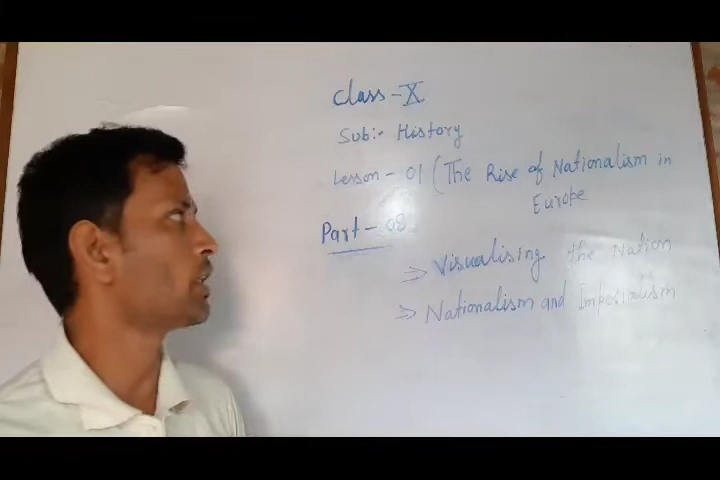 Class - X
Sub:- History
Lesson - 01 ( The Rise of Nationalism in
Europe
Part - 08
⇒ Visualising the Nation
⇒ Nationalism and Imperialism